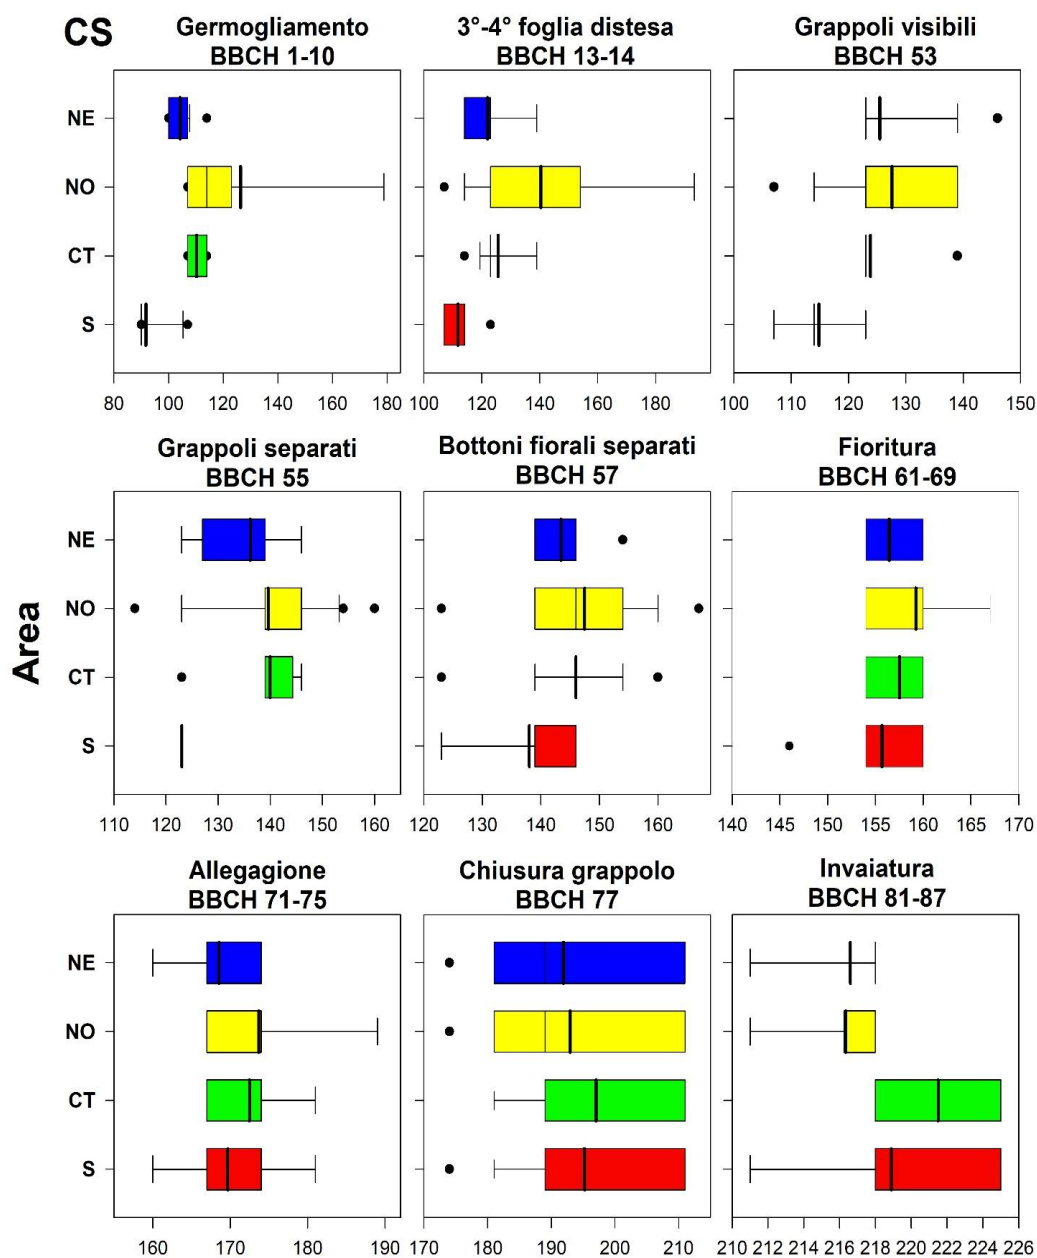 CS
Germogliamento
BBCH 1-10
3°-4° foglia distesa
BBCH 13-14
Grappoli visibili
BBCH 53
NE
NO
CT
S
80 100 120 140 160 180
100 120 140 160 180
100 110 120 130 140 150
Grappoli separati
BBCH 55
Bottoni fiorali separati
BBCH 57
Fioritura
BBCH 61-69
Area
NE
NO
CT
S
110 120 130 140 150 160
120 130 140 150 160
140 145 150 155 160 165 170
Allegagione
BBCH 71-75
Chiusura grappolo
BBCH 77
Invaiatura
BBCH 81-87
NE
NO
CT
S
160 170 180 190
170 180 190 200 210
210 212 214 216 218 220 222 224 226